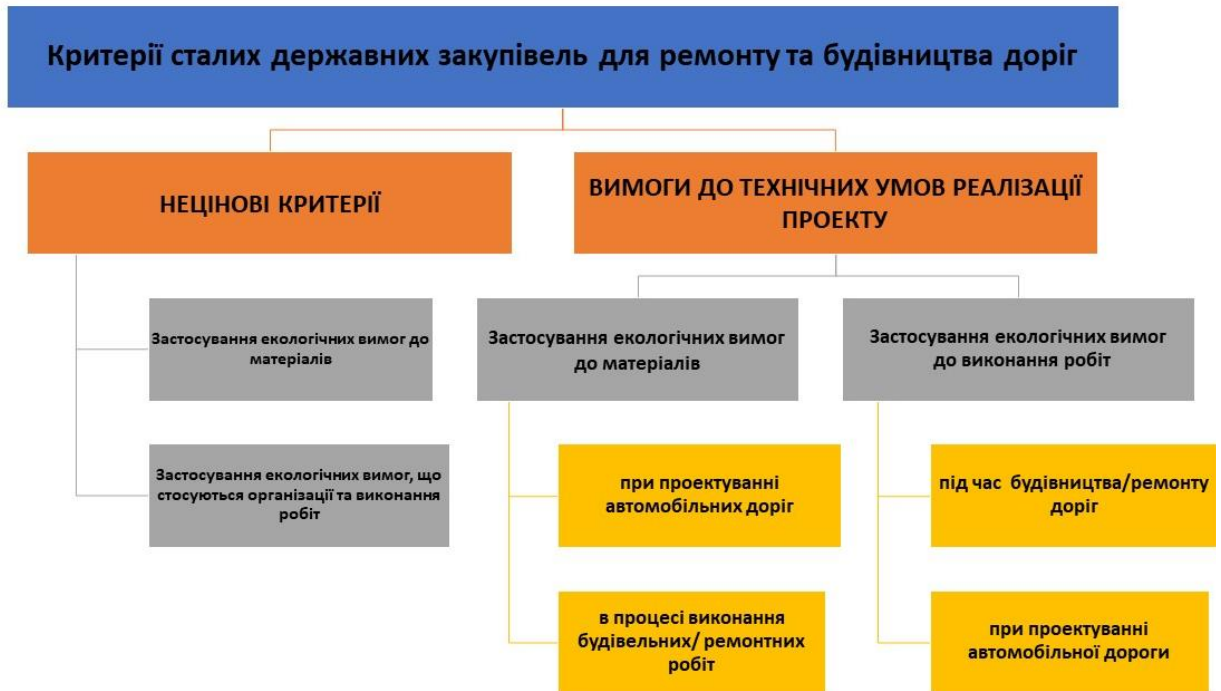 Критерії сталих державних закупівель для ремонту та будівництва доріг
НЕЦІНОВІ КРИТЕРІЇ
ВИМОГИ ДО ТЕХНІЧНИХ УМОВ РЕАЛІЗАЦІЇ
ПРОЕКТУ
Застосування екологічних вимог до
матеріалів
Застосування екологічних вимог, що
стосуються організації та виконання
робіт
Застосування екологічних вимог
до матеріалів
при проектуванні
автомобільних доріг
в процесі виконання
будівельних/ ремонтних
робіт
Застосування екологічних вимог
до виконання робіт
під час будівництва/ремонту
доріг
при проектуванні
автомобільної дороги